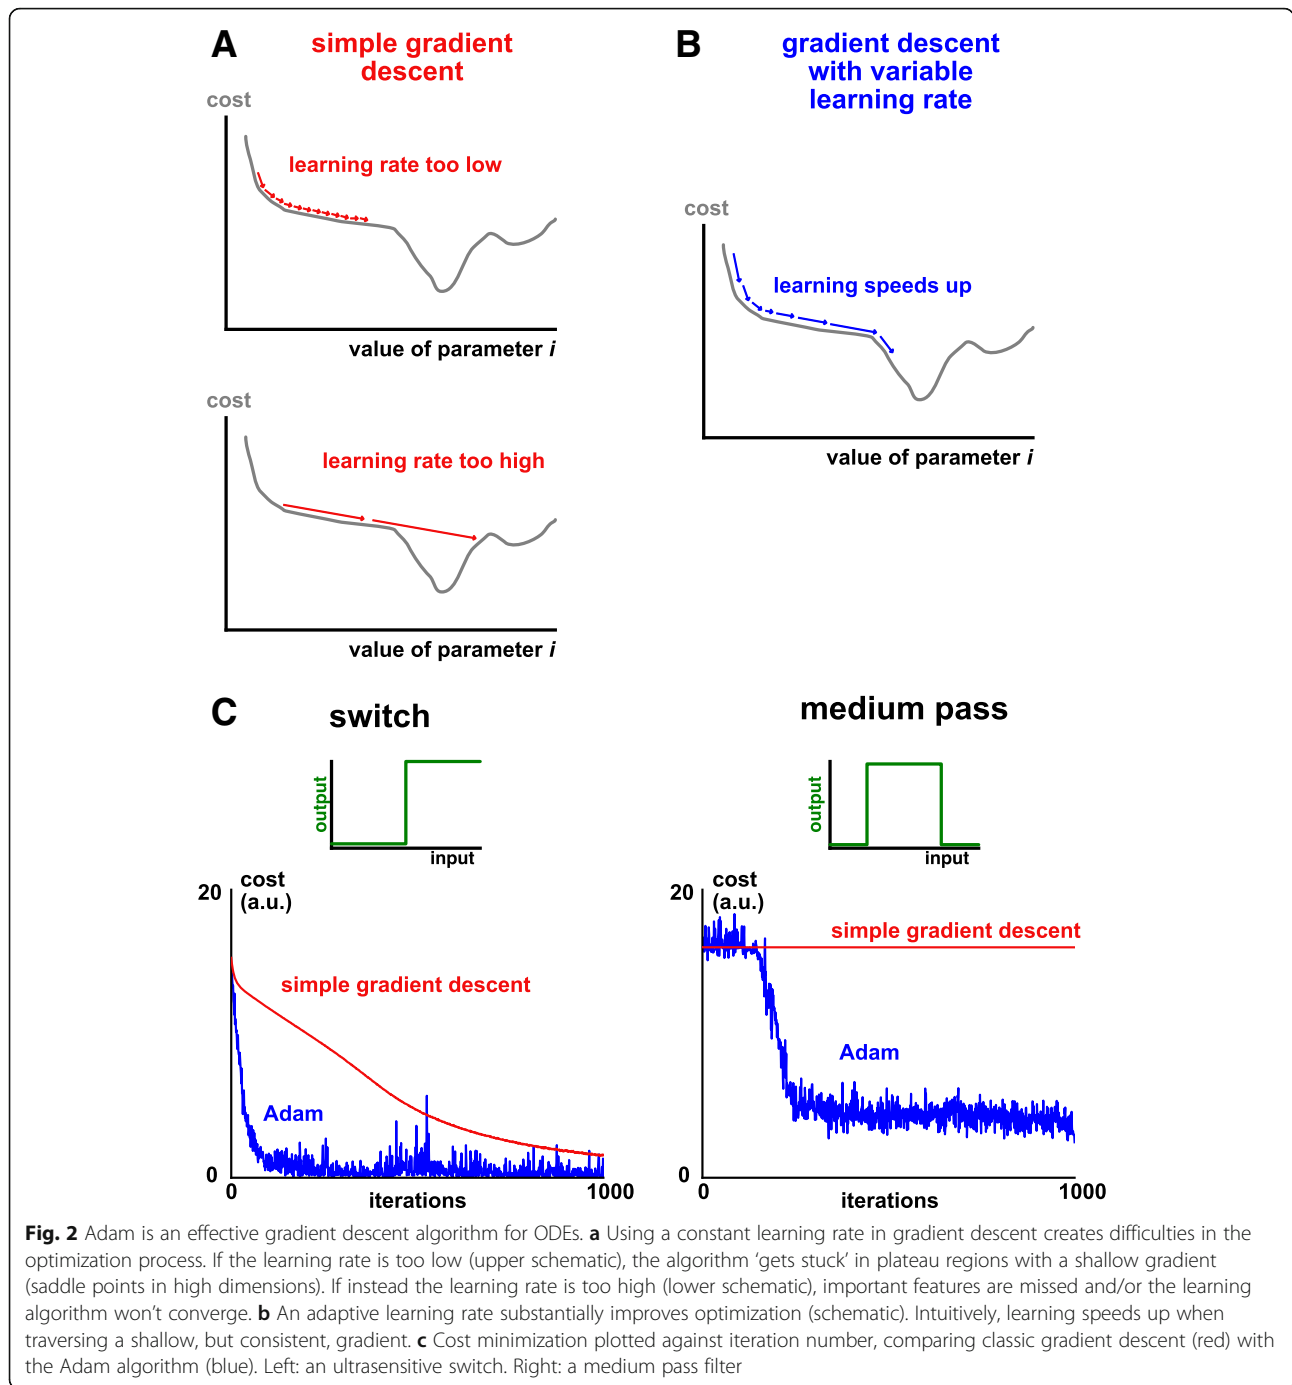 A
simple gradient
descent
cost
learning rate too low
value of parameter i
cost
learning rate too high
value of parameter i
B
gradient descent
with variable
learning rate
cost
learning speeds up
value of parameter i
C
switch
output
input
20
cost
(a.u.)
simple gradient descent
Adam
0
0
iterations
1000
medium pass
output
input
20
cost
(a.u.)
simple gradient descent
Adam
0
0
iterations
1000
Fig. 2 Adam is an effective gradient descent algorithm for ODEs. a Using a constant learning rate in gradient descent creates difficulties in the
optimization process. If the learning rate is too low (upper schematic), the algorithm ‘gets stuck’ in plateau regions with a shallow gradient
(saddle points in high dimensions). If instead the learning rate is too high (lower schematic), important features are missed and/or the learning
algorithm won’t converge. b An adaptive learning rate substantially improves optimization (schematic). Intuitively, learning speeds up when
traversing a shallow, but consistent, gradient. c Cost minimization plotted against iteration number, comparing classic gradient descent (red) with
the Adam algorithm (blue). Left: an ultrasensitive switch. Right: a medium pass filter